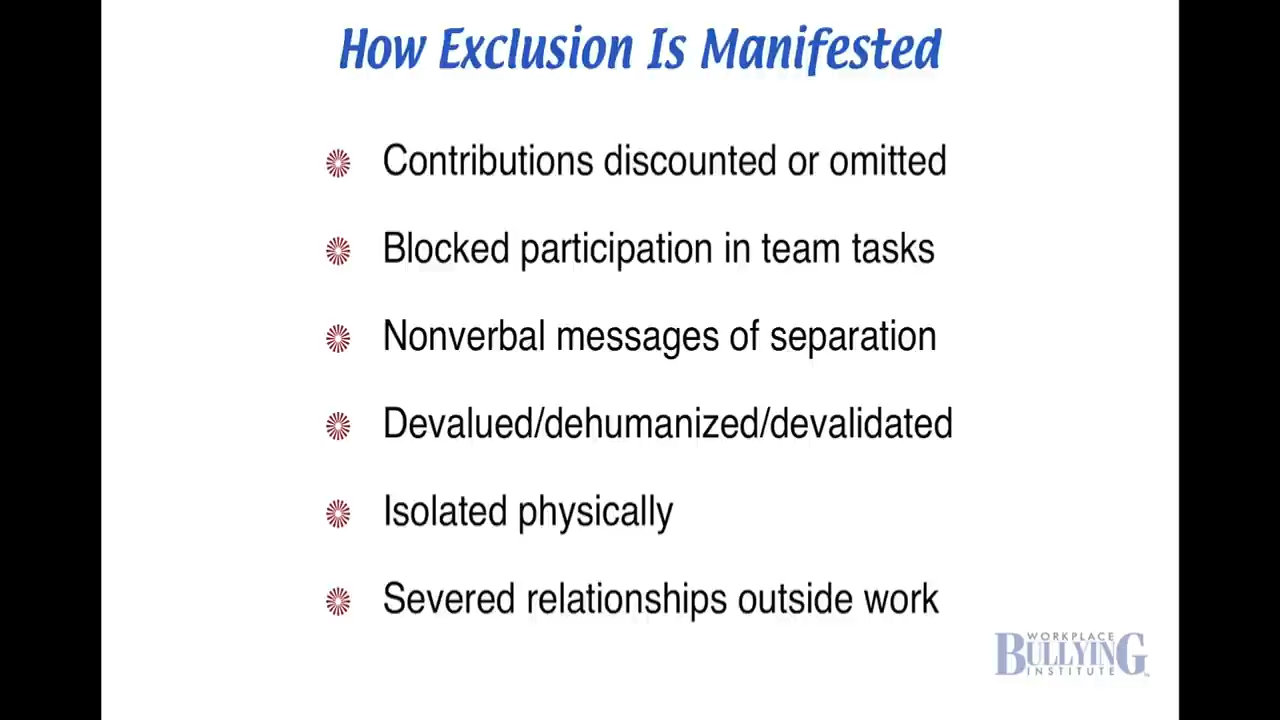 How Exclusion Is Manifested
Contributions discounted or omitted
Blocked participation in team tasks
Nonverbal messages of separation
Devalued/dehumanized/devalidated
Isolated physically
Severed relationships outside work
WORKPLACE
BULLYING
INSTITUTE